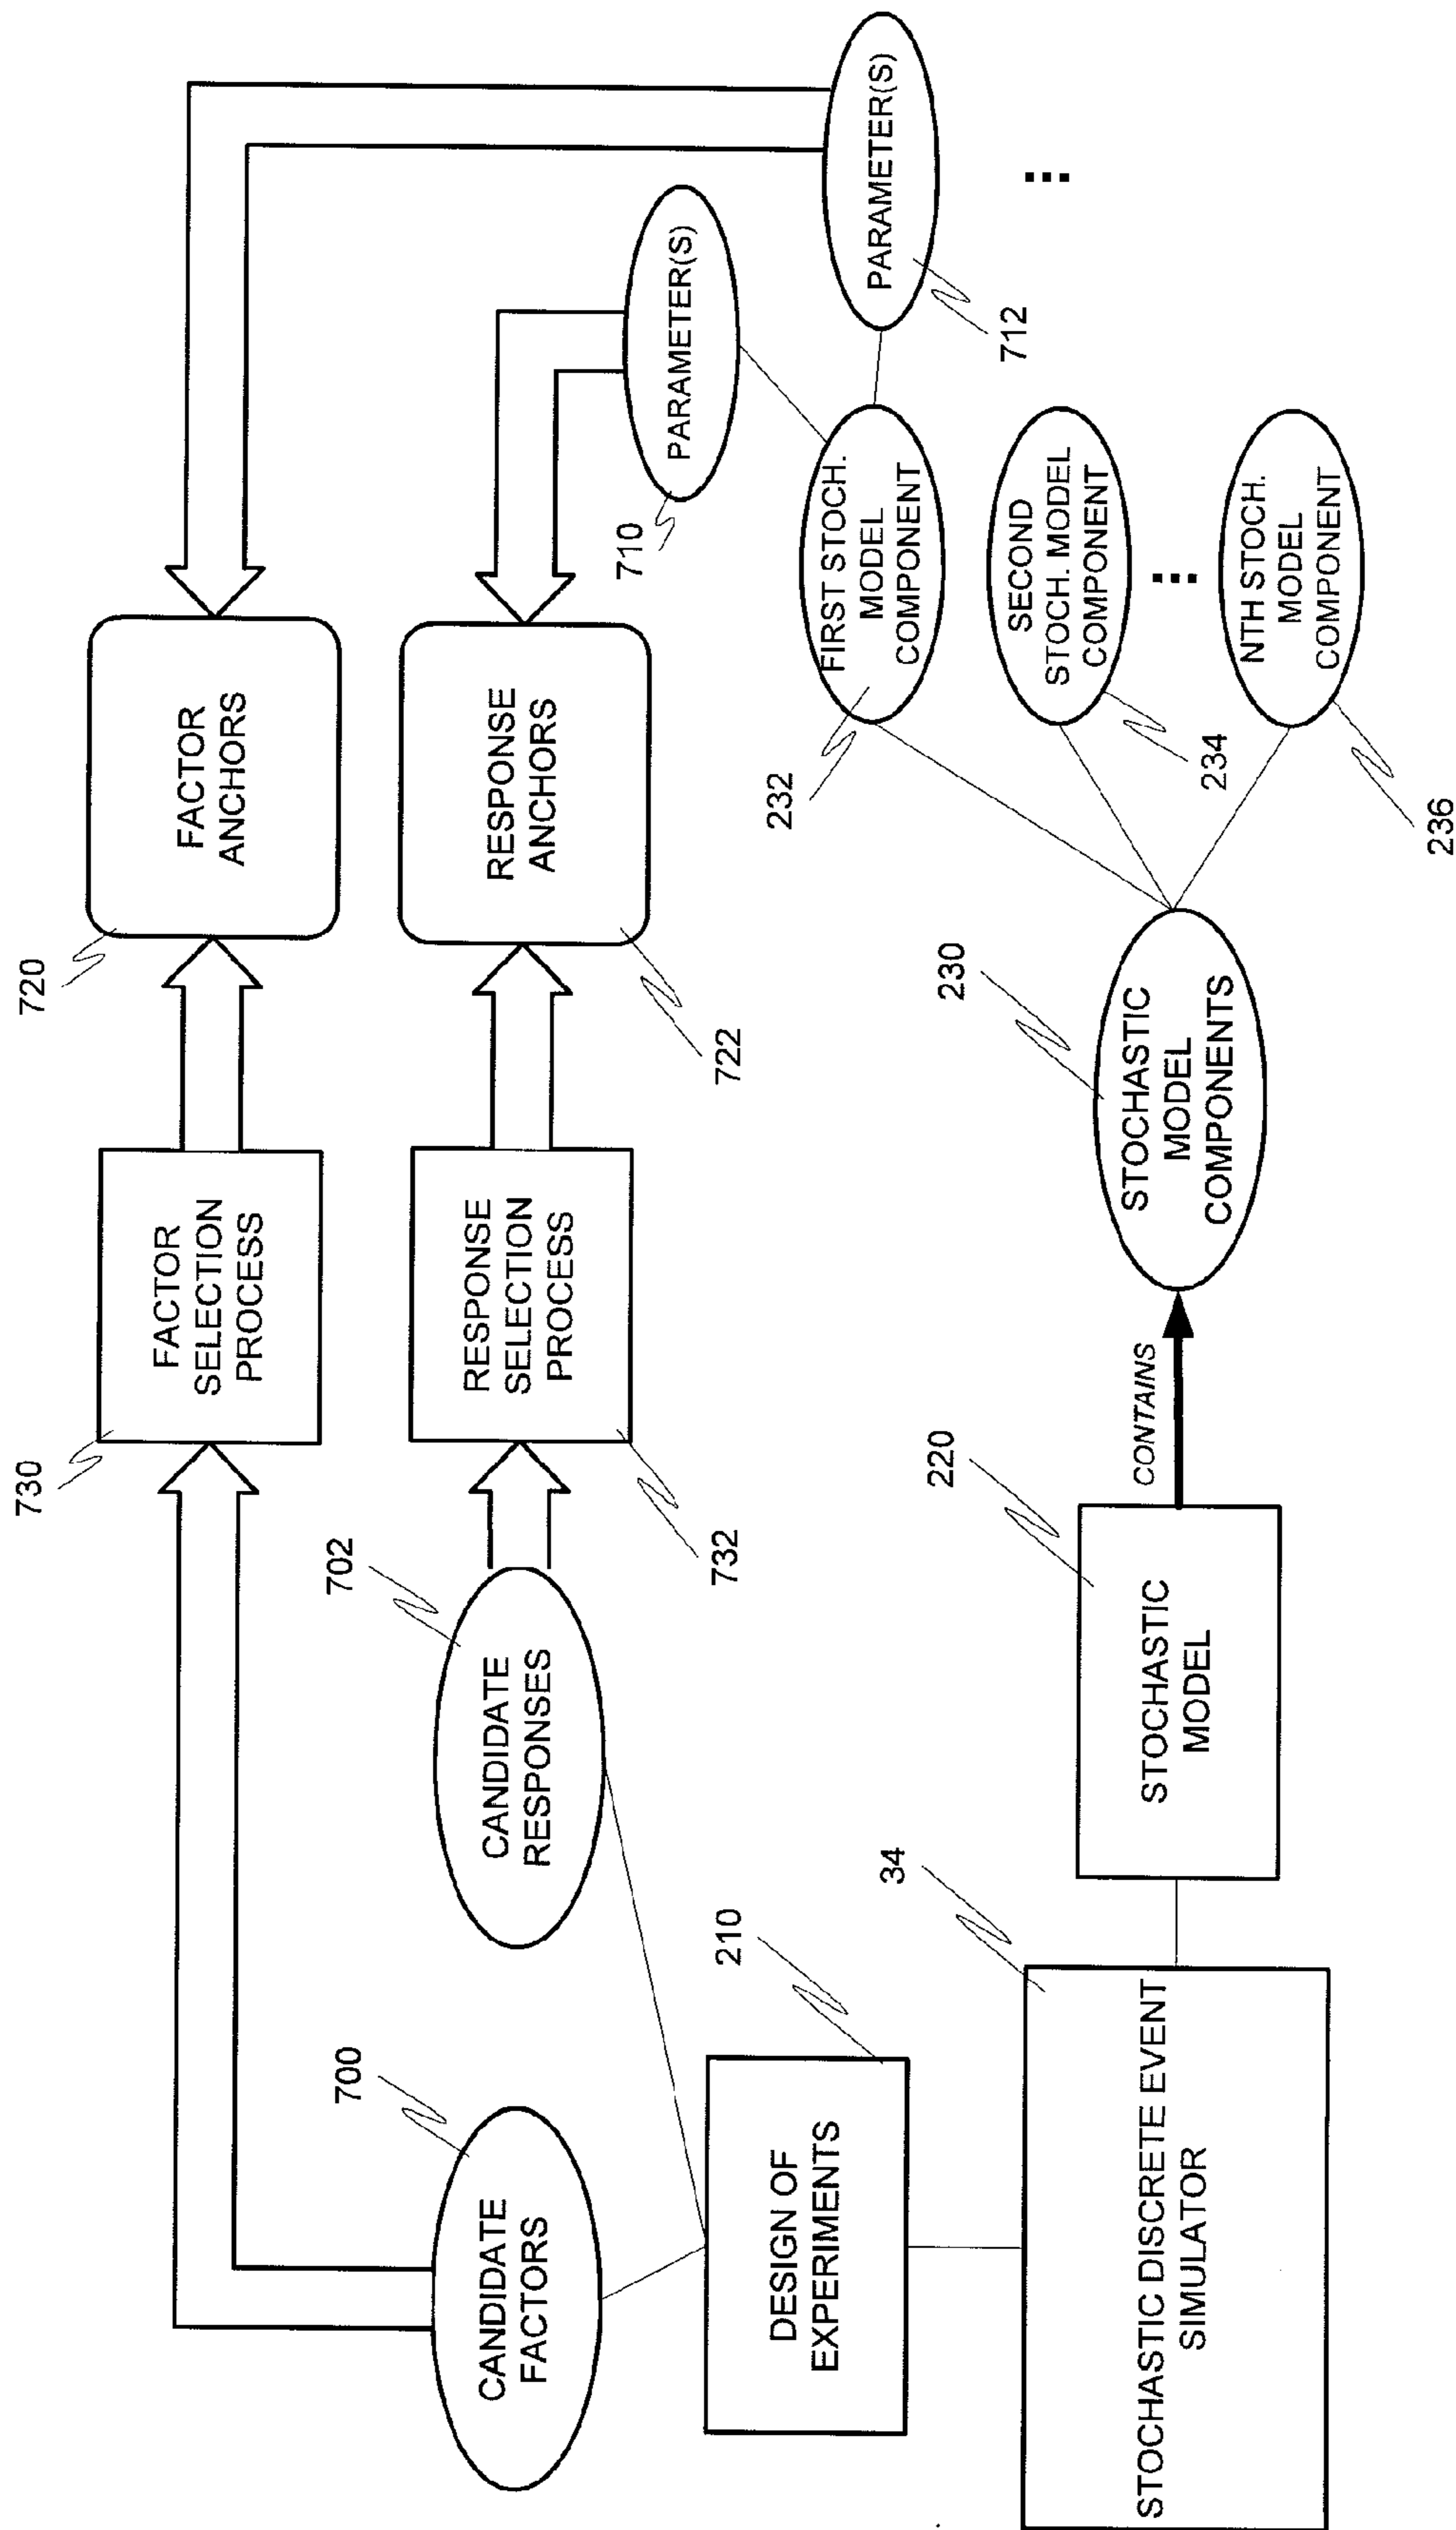 730
FACTOR
SELECTION
PROCESS
720
FACTOR
ANCHORS
700
CANDIDATE
FACTORS
702
CANDIDATE
RESPONSES
732
RESPONSE
SELECTION
PROCESS
722
RESPONSE
ANCHORS
710
PARAMETER(S)
712
PARAMETER(S)
...
210
DESIGN OF
EXPERIMENTS
34
STOCHASTIC DISCRETE EVENT
SIMULATOR
220
STOCHASTIC
MODEL
CONTAINS
230
STOCHASTIC
MODEL
COMPONENTS
232
FIRST STOCH.
MODEL
COMPONENT
234
SECOND
STOCH. MODEL
COMPONENT
...
236
NTH STOCH.
MODEL
COMPONENT